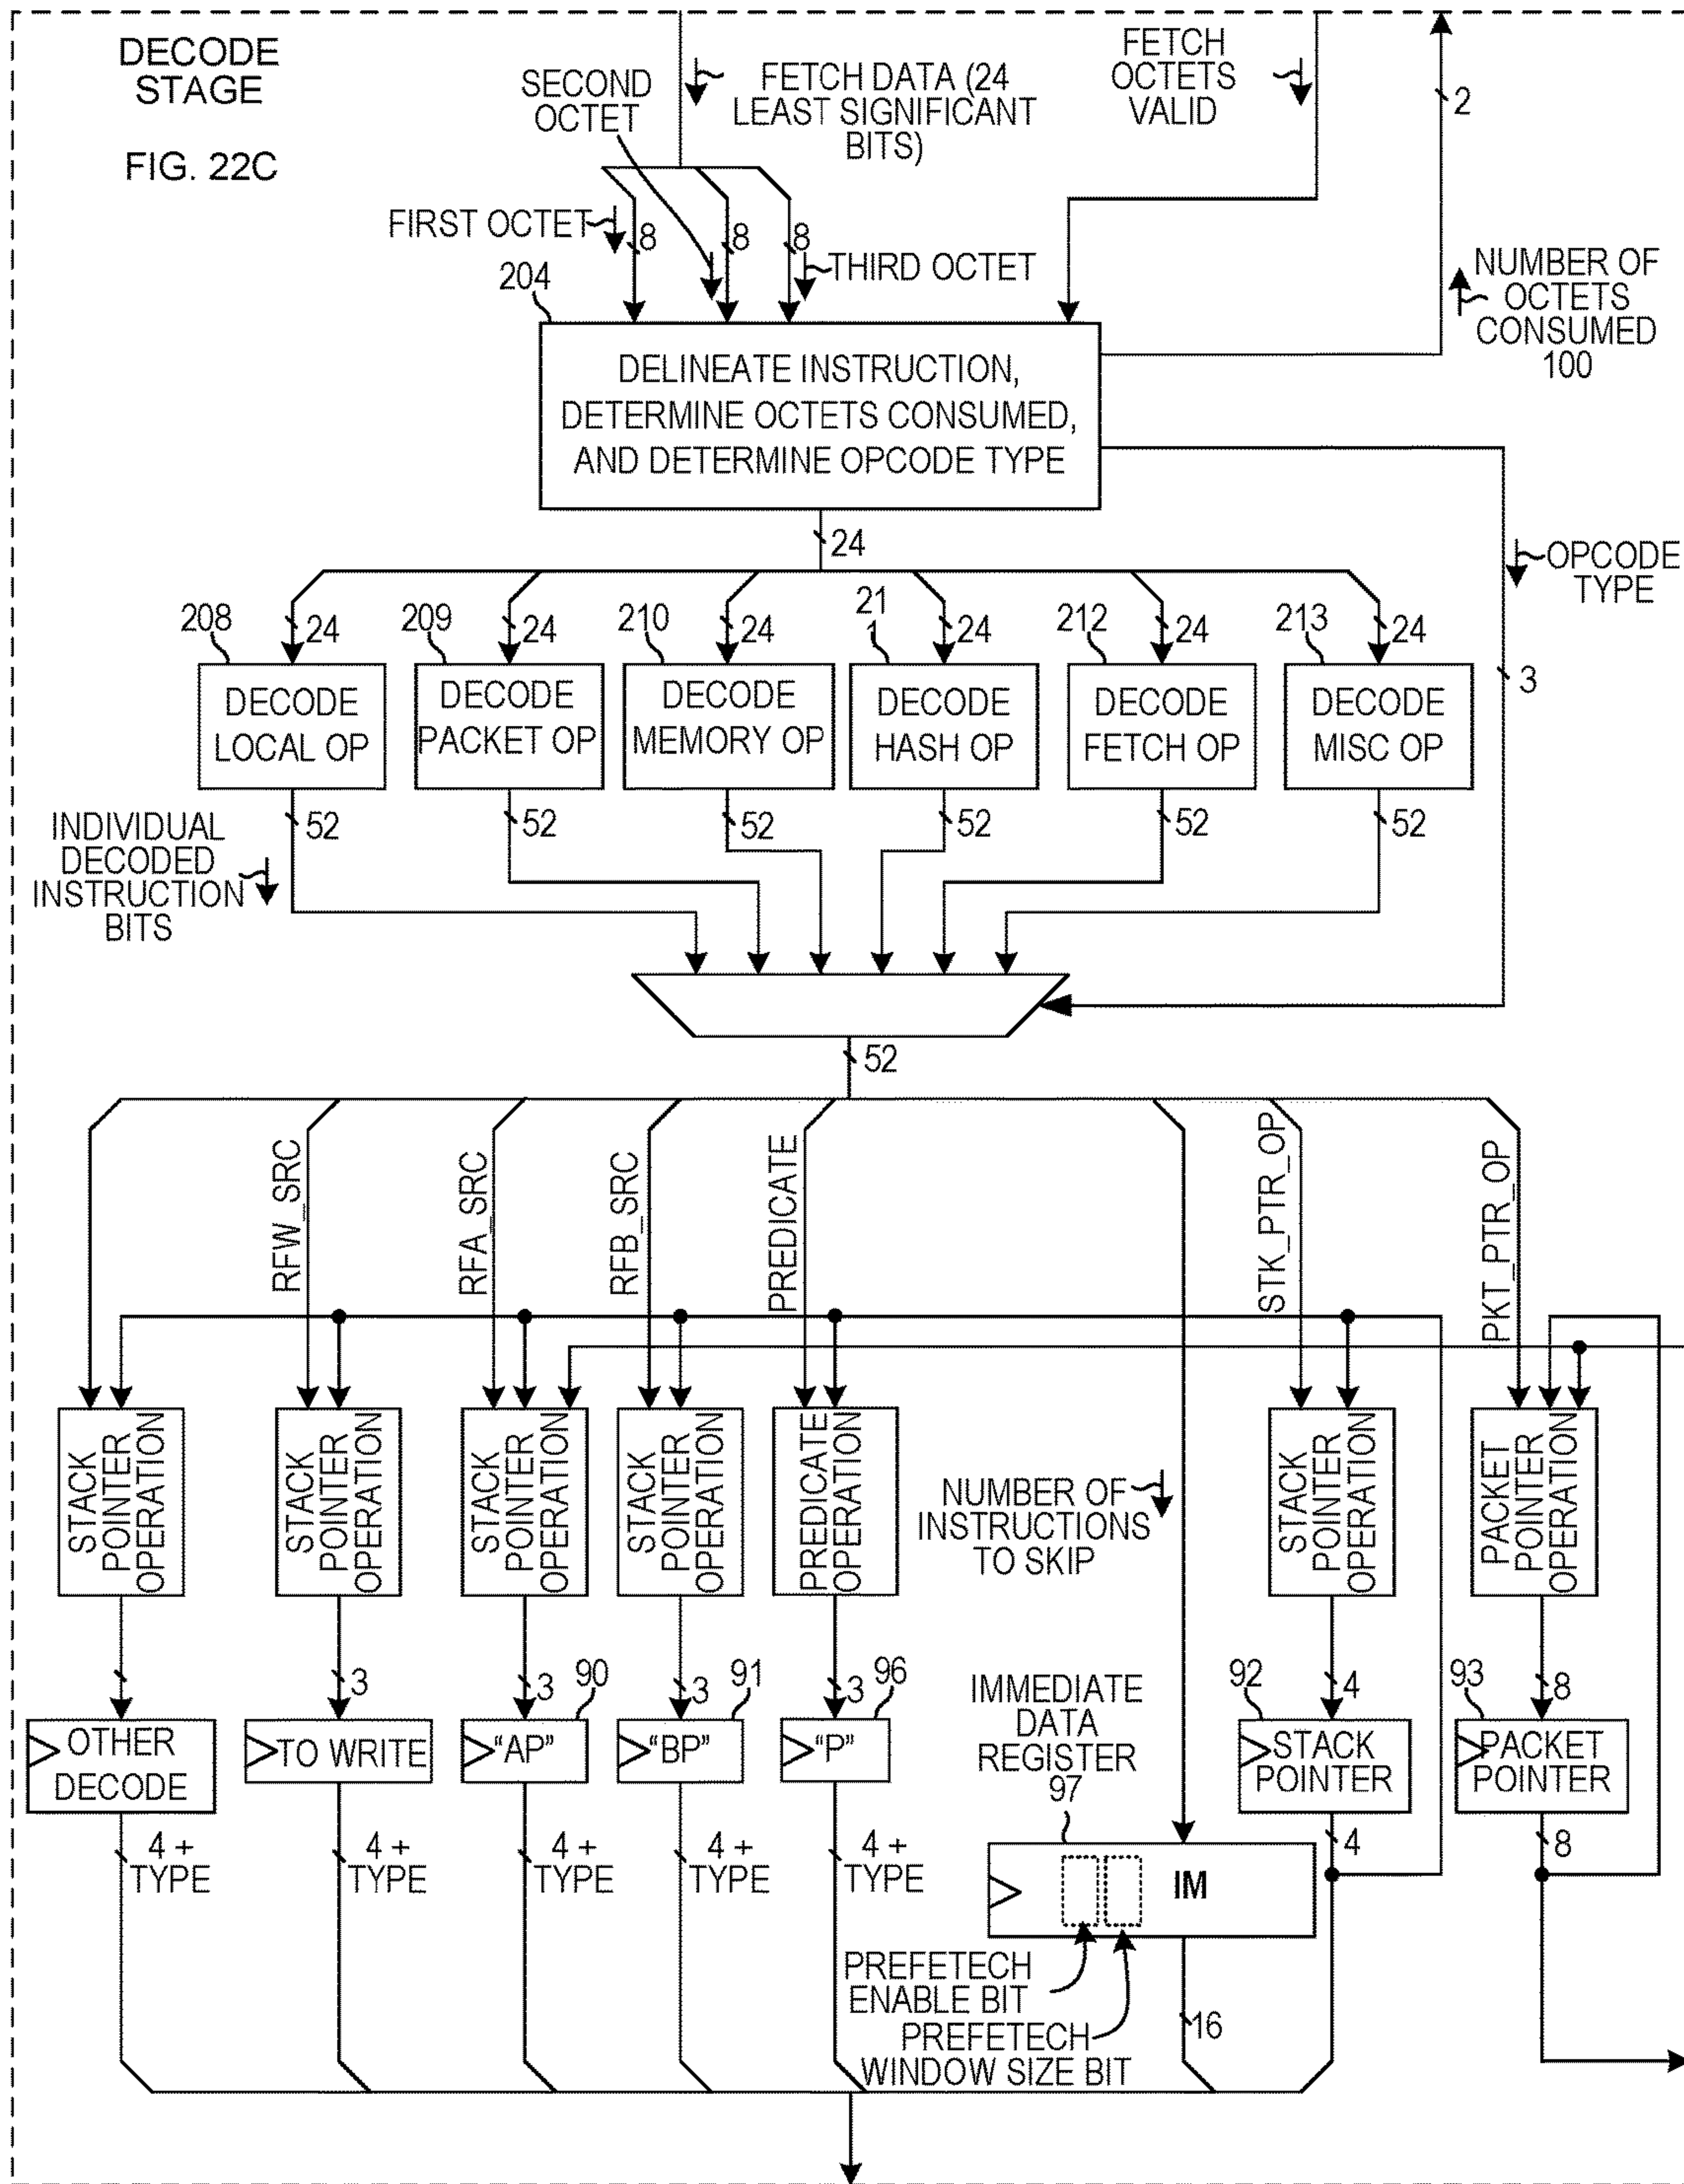 DECODE
STAGE
FIG. 22C
SECOND
OCTET
FETCH DATA (24
LEAST SIGNIFICANT
BITS)
FETCH
OCTETS
VALID
2
FIRST OCTET
8
8
8
THIRD OCTET
NUMBER OF
OCTETS
CONSUMED
100
204
DELINEATE INSTRUCTION,
DETERMINE OCTETS CONSUMED,
AND DETERMINE OPCODE TYPE
24
OPCODE
TYPE
3
208
24
209
24
210
24
21
1
24
212
24
213
24
DECODE
LOCAL OP
DECODE
PACKET OP
DECODE
MEMORY OP
DECODE
HASH OP
DECODE
FETCH OP
DECODE
MISC OP
52
52
52
52
52
52
INDIVIDUAL
DECODED
INSTRUCTION
BITS
52
RFW_SRC
RFA_SRC
RFB_SRC
PREDICATE
STK_PTR_OP
PKT_PTR_OP
STACK
POINTER
OPERATION
STACK
POINTER
OPERATION
STACK
POINTER
OPERATION
STACK
POINTER
OPERATION
PREDICATE
OPERATION
NUMBER OF
INSTRUCTIONS
TO SKIP
STACK
POINTER
OPERATION
PACKET
POINTER
OPERATION
3
3
90
3
91
3
96
4
92
8
93
OTHER
DECODE
TO WRITE
“AP”
“BP”
“P”
IMMEDIATE
DATA
REGISTER
97
STACK
POINTER
PACKET
POINTER
4 +
TYPE
4 +
TYPE
4 +
TYPE
4 +
TYPE
4 +
TYPE
4
8
IM
PREFETECH
ENABLE BIT
PREFETECH
WINDOW SIZE BIT
16